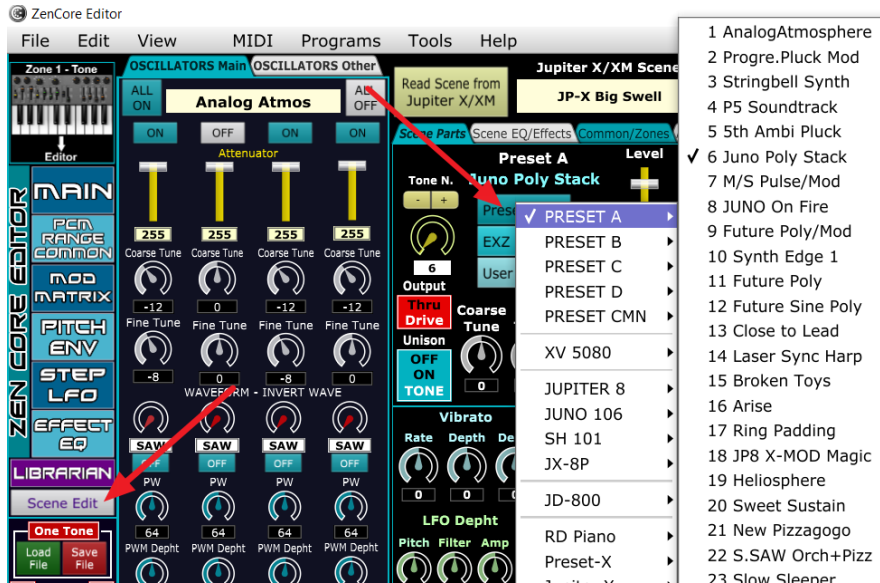 ZenCore Editor
File Edit View MIDI Programs Tools Help
Zone 1 - Tone
Editor
ZEN CORE EDITOR
MAIN
PCM RANGE COMMON
MOD MATRIX
PITCH ENV
STEP LFO
EFFECT EQ
LIBRARIAN
Scene Edit
One Tone
Load File
Save File
OSCILLATORS Main OSCILLATORS Other
ALL ON
Analog Atmos
ALL OFF
ON OFF ON ON
Attenuator
255 255 255 255
Coarse Tune Coarse Tune Coarse Tune Coarse Tune
-12 0 -12 -12
Fine Tune Fine Tune Fine Tune Fine Tune
-8 0 -8 0
WAVEFORM - INVERT WAVE
SAW SAW SAW SAW
OFF OFF OFF OFF
PW PW PW PW
64 64 64 64
PWM Depht PWM Depht PWM Depht PWM Depht
Read Scene from
Jupiter X/XM
Jupiter X/XM Scene
JP-X Big Swell
Scene Parts Scene EQ/Effects Common/Zones
Preset A
Level
Tone N.
Juno Poly Stack
- +
Prese
EXZ
User
6
Output
Thru
Drive
Coarse
Tune
Unison
OFF
ON
TONE
0
Vibrato
Rate Depth De
0 0
LFO Depht
Pitch Filter Amp
✓ PRESET A
PRESET B
PRESET C
PRESET D
PRESET CMN
XV 5080
JUPITER 8
JUNO 106
SH 101
JX-8P
JD-800
RD Piano
Preset-X
1 AnalogAtmosphere
2 Progre.Pluck Mod
3 Stringbell Synth
4 P5 Soundtrack
5 5th Ambi Pluck
✓ 6 Juno Poly Stack
7 M/S Pulse/Mod
8 JUNO On Fire
9 Future Poly/Mod
10 Synth Edge 1
11 Future Poly
12 Future Sine Poly
13 Close to Lead
14 Laser Sync Harp
15 Broken Toys
16 Arise
17 Ring Padding
18 JP8 X-MOD Magic
19 Heliosphere
20 Sweet Sustain
21 New Pizzagogo
22 S.SAW Orch+Pizz
23 Slow Sleeper